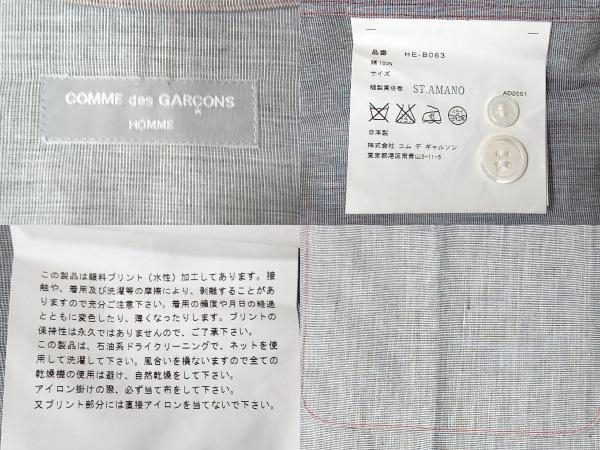 COMME des GARÇONS
HOMME
品番 HE-B063
綿100%
サイズ
縫製責任者 ST.AMANO
AD2001
日本製
株式会社 コム デ ギャルソン
東京都港区南青山5-11-5
この製品は顔料プリント（水性）加工してあります。接
触や、着用及び洗濯等の摩擦により、剥離することがあ
りますので充分ご注意下さい。着用の頻度や月日の経過
とともに変色したり、薄くなったりします。プリントの
保持性は永久ではありませんので、ご了承下さい。
この製品は、石油系ドライクリーニングで、ネットを使
用して洗濯して下さい。風合いを損ないますので全ての
乾燥機の使用は避け、自然乾燥をして下さい。
アイロン掛けの際、必ず当て布をして下さい。
又プリント部分には直接アイロンを当てないで下さい。